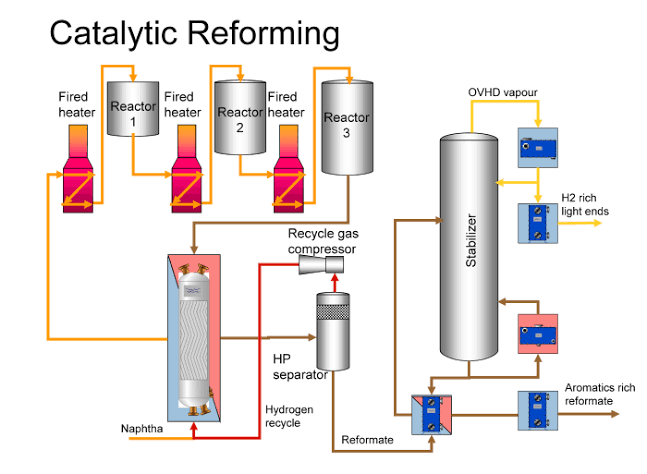 Catalytic Reforming
Fired
heater
Reactor
1
Fired
heater
Reactor
2
Fired
heater
Reactor
3
OVHD vapour
H2 rich
light ends
Stabilizer
Recycle gas
compressor
HP
separator
Hydrogen
recycle
Naphtha
Reformate
Aromatics rich
reformate